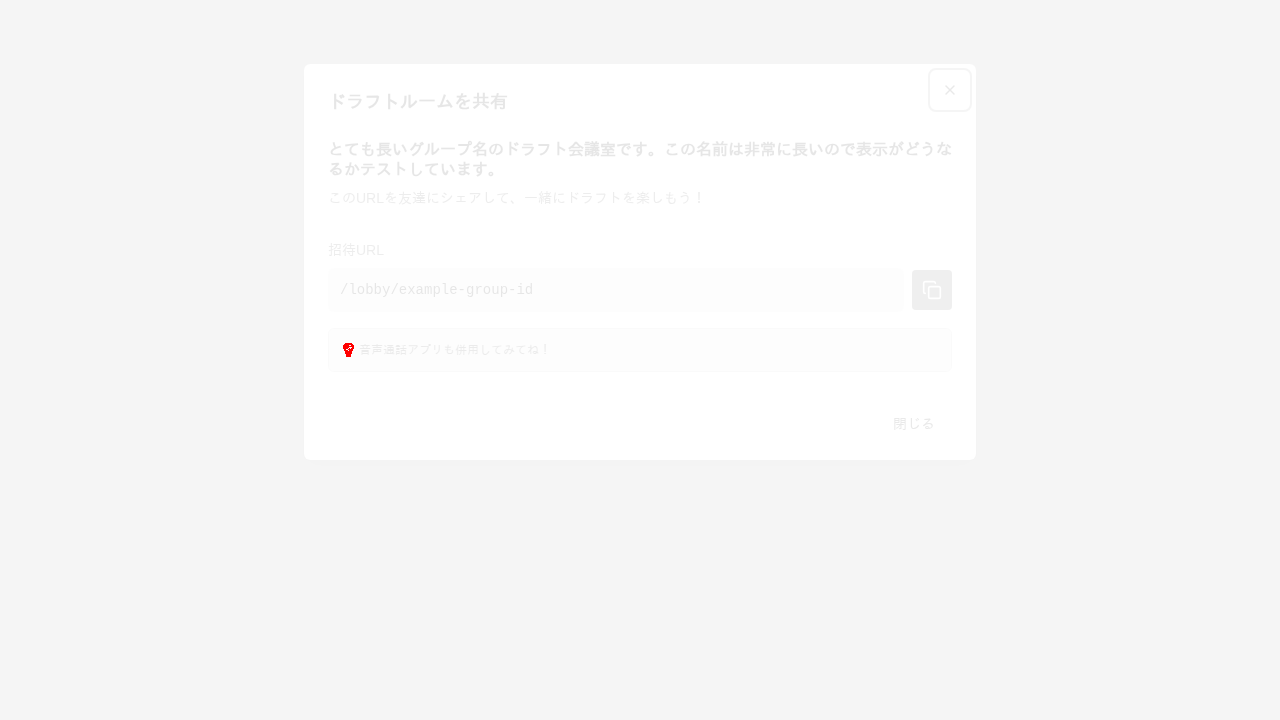 ドラフトルームを共有
とても長いグループ名のドラフト会議室です。この名前は非常に長いので表示がどうな
るかテストしています。
このURLを友達にシェアして、一緒にドラフトを楽しもう！
招待URL
/lobby/example-group-id
音声通話アプリも併用してみてね！
閉じる